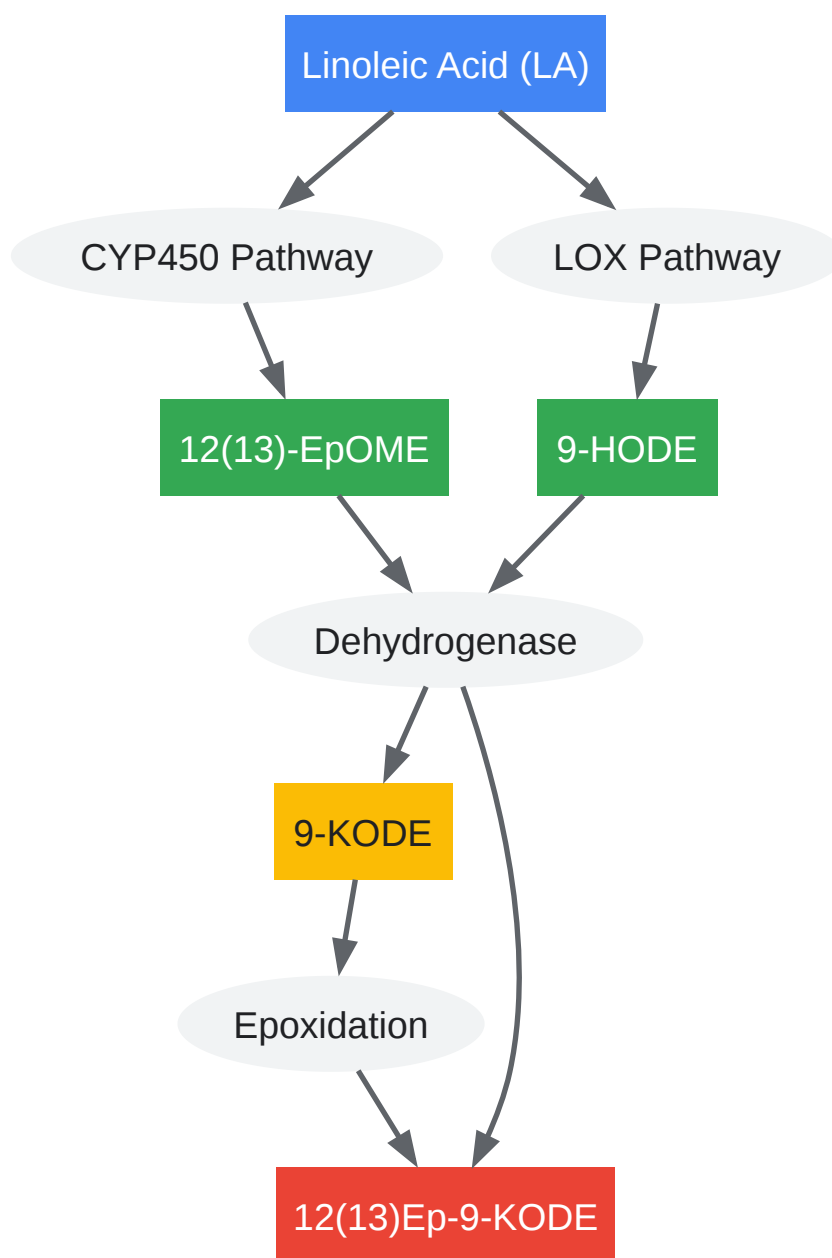 Linoleic Acid (LA)
CYP450 Pathway
LOX Pathway
12(13)-EpOME
9-HODE
Dehydrogenase
9-KODE
Epoxidation
12(13)Ep-9-KODE